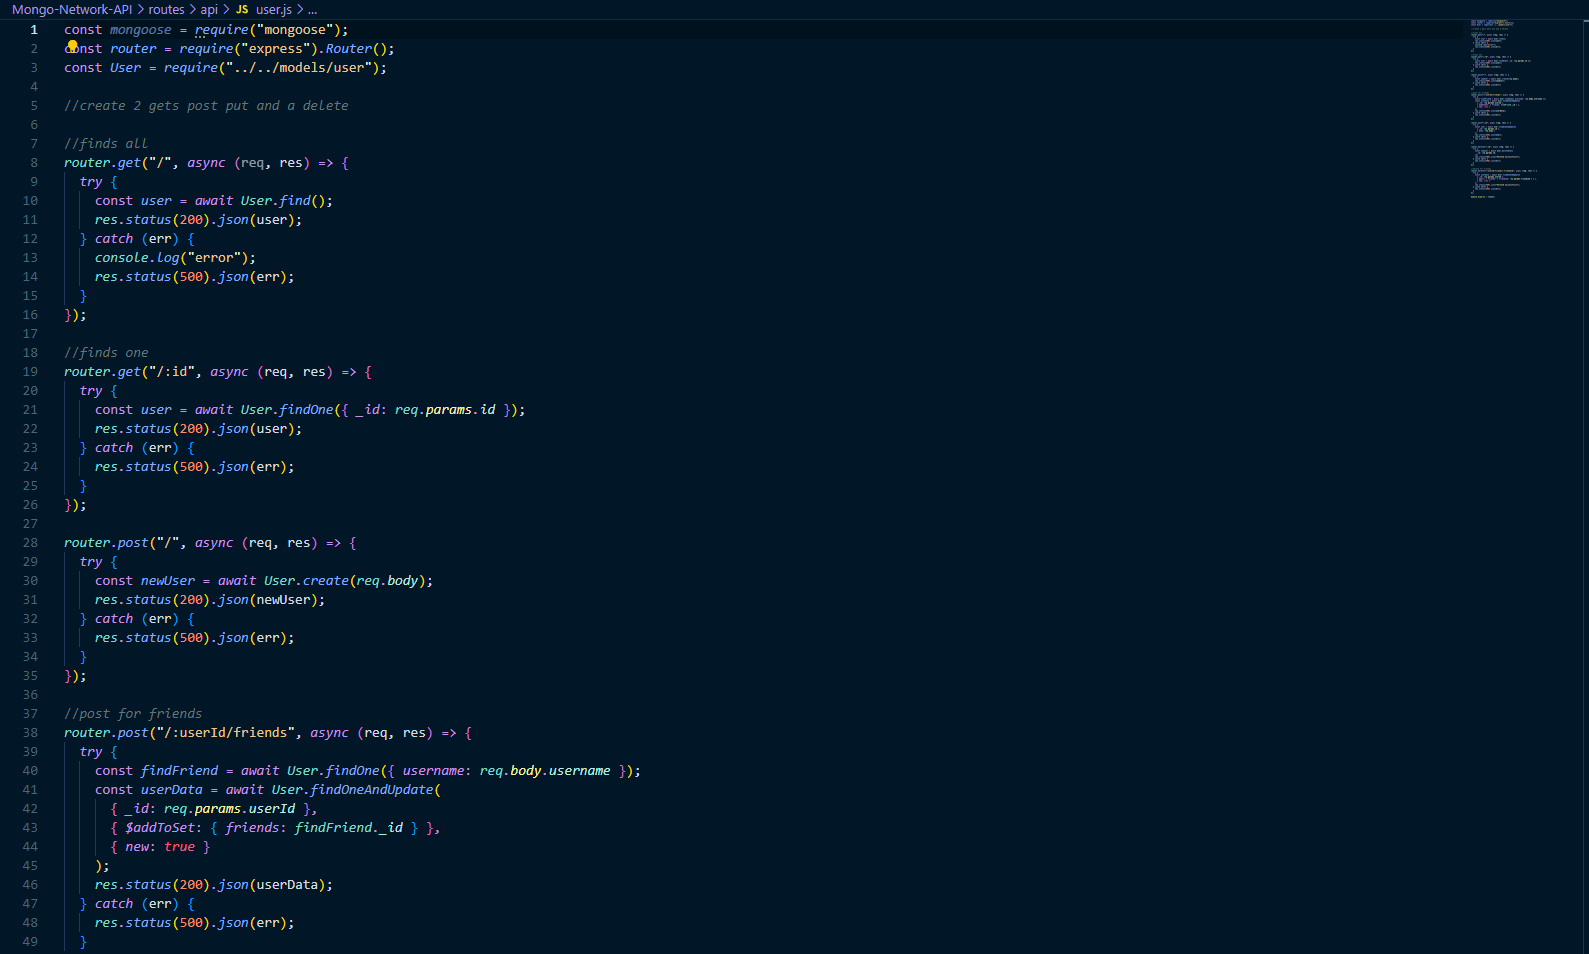 Mongo-Network-API > routes > api > JS user.js > ...
1 const mongoose = require("mongoose");
2 const router = require("express").Router();
3 const User = require("../../models/user");
4
5 //create 2 gets post put and a delete
6
7 //finds all
8 router.get("/", async (req, res) => {
9 try {
10 const user = await User.find();
11 res.status(200).json(user);
12 } catch (err) {
13 console.log("error");
14 res.status(500).json(err);
15 }
16 });
17
18 //finds one
19 router.get("/:id", async (req, res) => {
20 try {
21 const user = await User.findOne({ _id: req.params.id });
22 res.status(200).json(user);
23 } catch (err) {
24 res.status(500).json(err);
25 }
26 });
27
28 router.post("/", async (req, res) => {
29 try {
30 const newUser = await User.create(req.body);
31 res.status(200).json(newUser);
32 } catch (err) {
33 res.status(500).json(err);
34 }
35 });
36
37 //post for friends
38 router.post("/:userId/friends", async (req, res) => {
39 try {
40 const findFriend = await User.findOne({ username: req.body.username });
41 const userData = await User.findOneAndUpdate(
42 { _id: req.params.userId },
43 { $addToSet: { friends: findFriend._id } },
44 { new: true }
45 );
46 res.status(200).json(userData);
47 } catch (err) {
48 res.status(500).json(err);
49 }